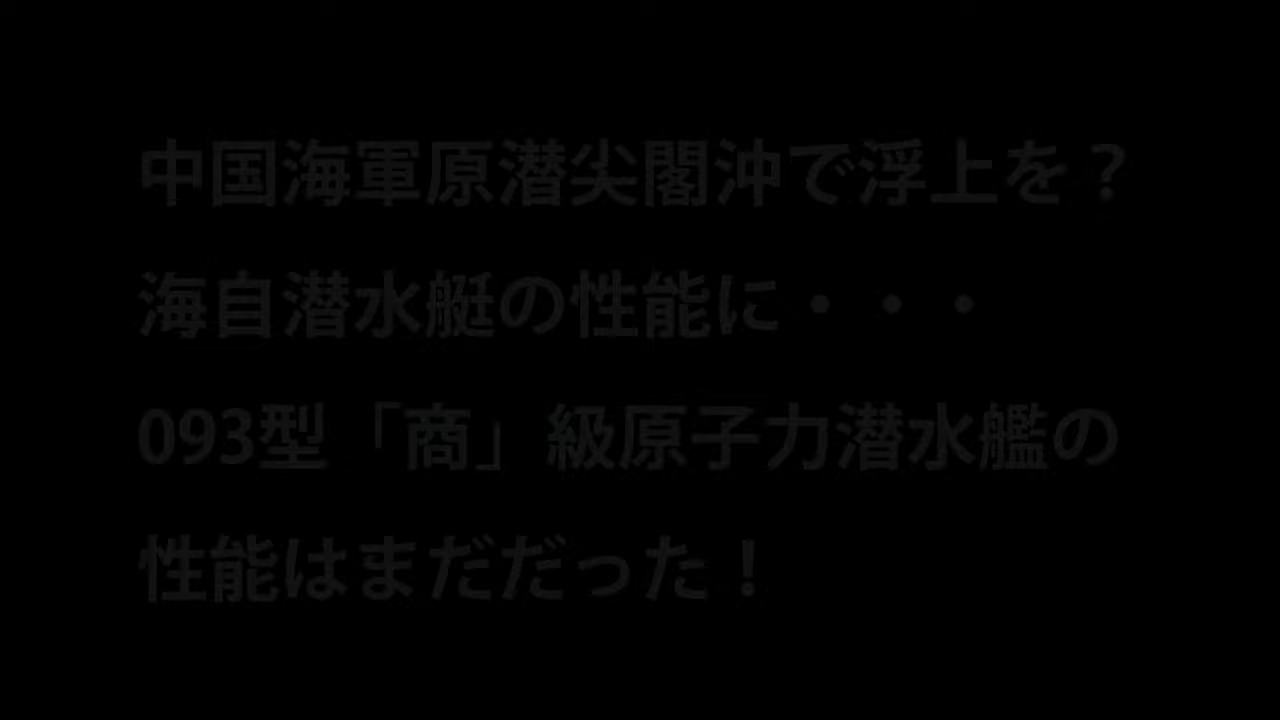 中国海軍原潜尖閣沖で浮上を？
海自潜水艇の性能に・・・
093型「商」級原子力潜水艦の
性能はまだだった！